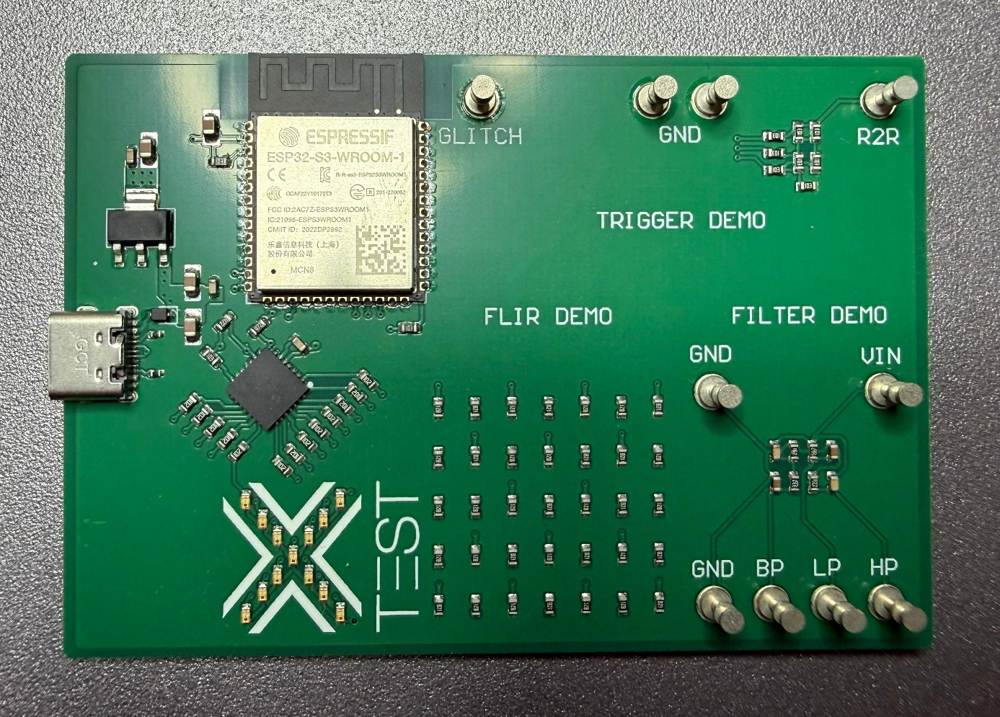 ESPRESSIF
ESP32-S3-WROOM-1
CE
R-R-es5-ESP32S3WROOM1
CCAF22Y10170T3
R 201-220052
FCC ID:2AC7Z-ESPS3WROOM1
IC:21098-ESPS3WROOM1
CMIIT ID: 2022DP2892
乐鑫信息科技(上海)
股份有限公司
MCN8
GLITCH
GND
R2R
TRIGGER DEMO
FLIR DEMO
FILTER DEMO
GND
VIN
GCT
X TEST
GND
BP
LP
HP